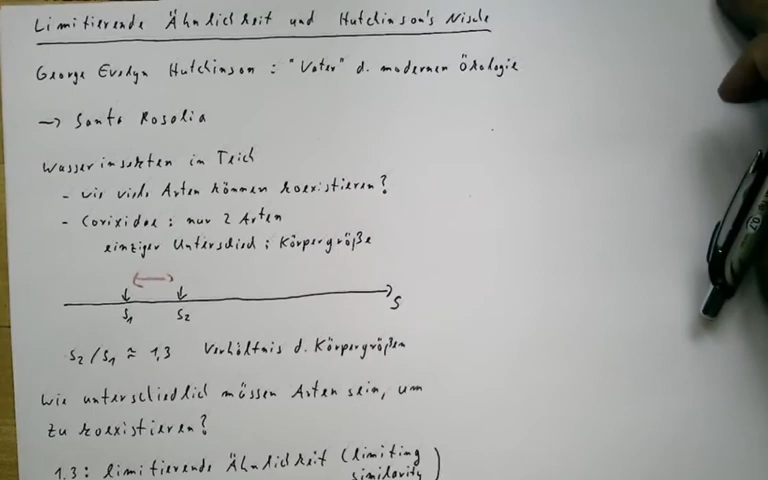 Limitierende Ähnlichkeit und Hutchinson's Nische
George Evelyn Hutchinson : "Vater" d. modernen Ökologie
→ Santa Rosalia
Wasserinsekten im Teich
- wie viele Arten können koexistieren?
- Corixidae : nur 2 Arten
einziger Unterschied : Körpergröße
S1 S2 S
S2/S1 ≈ 1,3 Verhältnis d. Körpergrößen
Wie unterschiedlich müssen Arten sein, um
zu koexistieren?
1,3 : limitierende Ähnlichkeit (limiting
similarity)